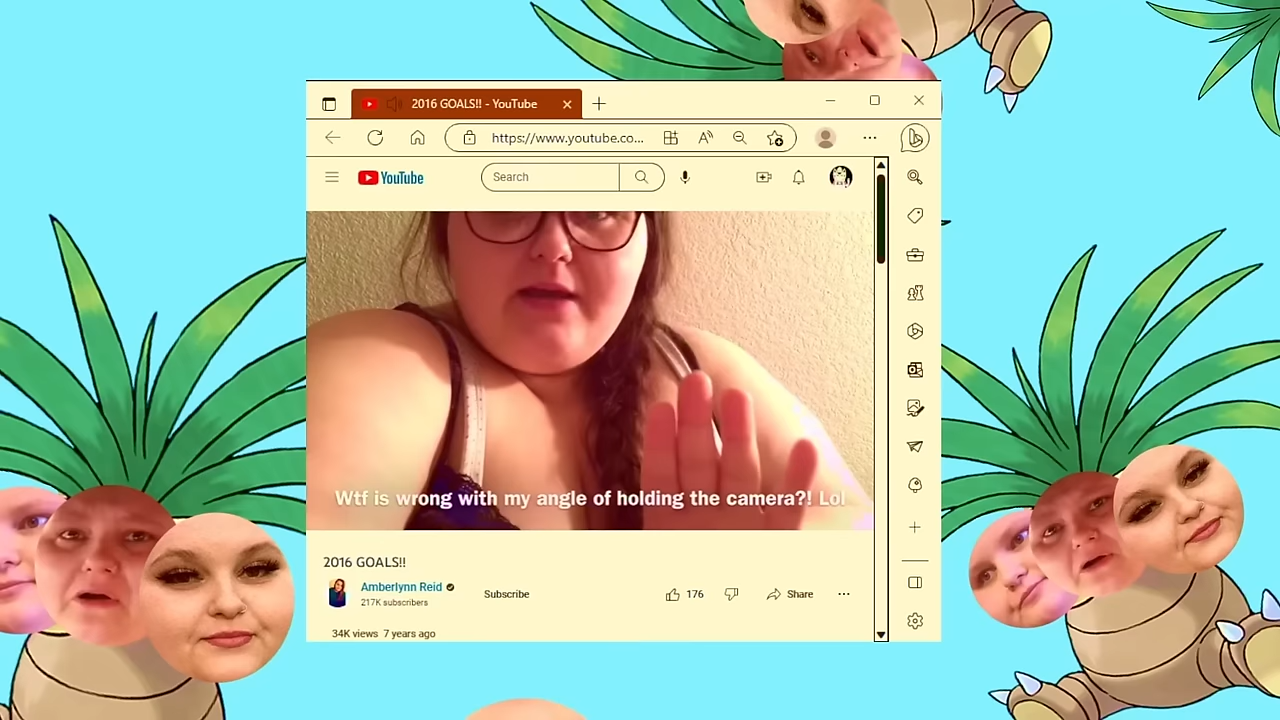 2016 GOALS!! - YouTube
https://www.youtube.co...
YouTube
Search
Wtf is wrong with my angle of holding the camera?! Lol
2016 GOALS!!
Amberlynn Reid
217K subscribers
Subscribe
176
Share
34K views 7 years ago